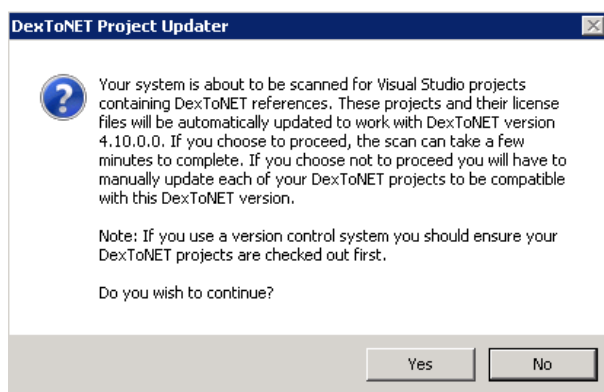 DexToNET Project Updater
Your system is about to be scanned for Visual Studio projects
containing DexToNET references. These projects and their license
files will be automatically updated to work with DexToNET version
4.10.0.0. If you choose to proceed, the scan can take a few
minutes to complete. If you choose not to proceed you will have to
manually update each of your DexToNET projects to be compatible
with this DexToNET version.
Note: If you use a version control system you should ensure your
DexToNET projects are checked out first.
Do you wish to continue?
Yes No